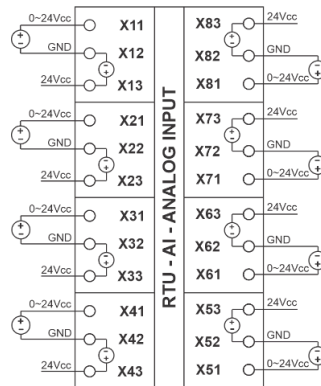 0~24Vcc X11
GND X12
24Vcc X13
0~24Vcc X21
GND X22
24Vcc X23
0~24Vcc X31
GND X32
24Vcc X33
0~24Vcc X41
GND X42
24Vcc X43
RTU - AI - ANALOG INPUT
X83 24Vcc
X82 GND
X81 0~24Vcc
X73 24Vcc
X72 GND
X71 0~24Vcc
X63 24Vcc
X62 GND
X61 0~24Vcc
X53 24Vcc
X52 GND
X51 0~24Vcc